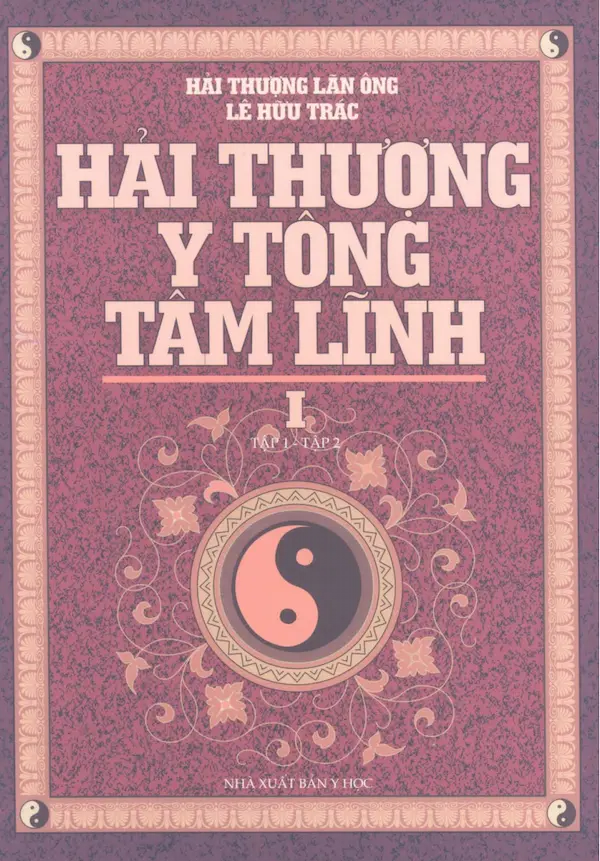 HẢI THƯỢNG LÃN ÔNG
LÊ HỮU TRÁC
HẢI THƯỢNG
Y TÔNG
TÂM LĨNH
I
TẬP 1 - TẬP 2
NHÀ XUẤT BẢN Y HỌC